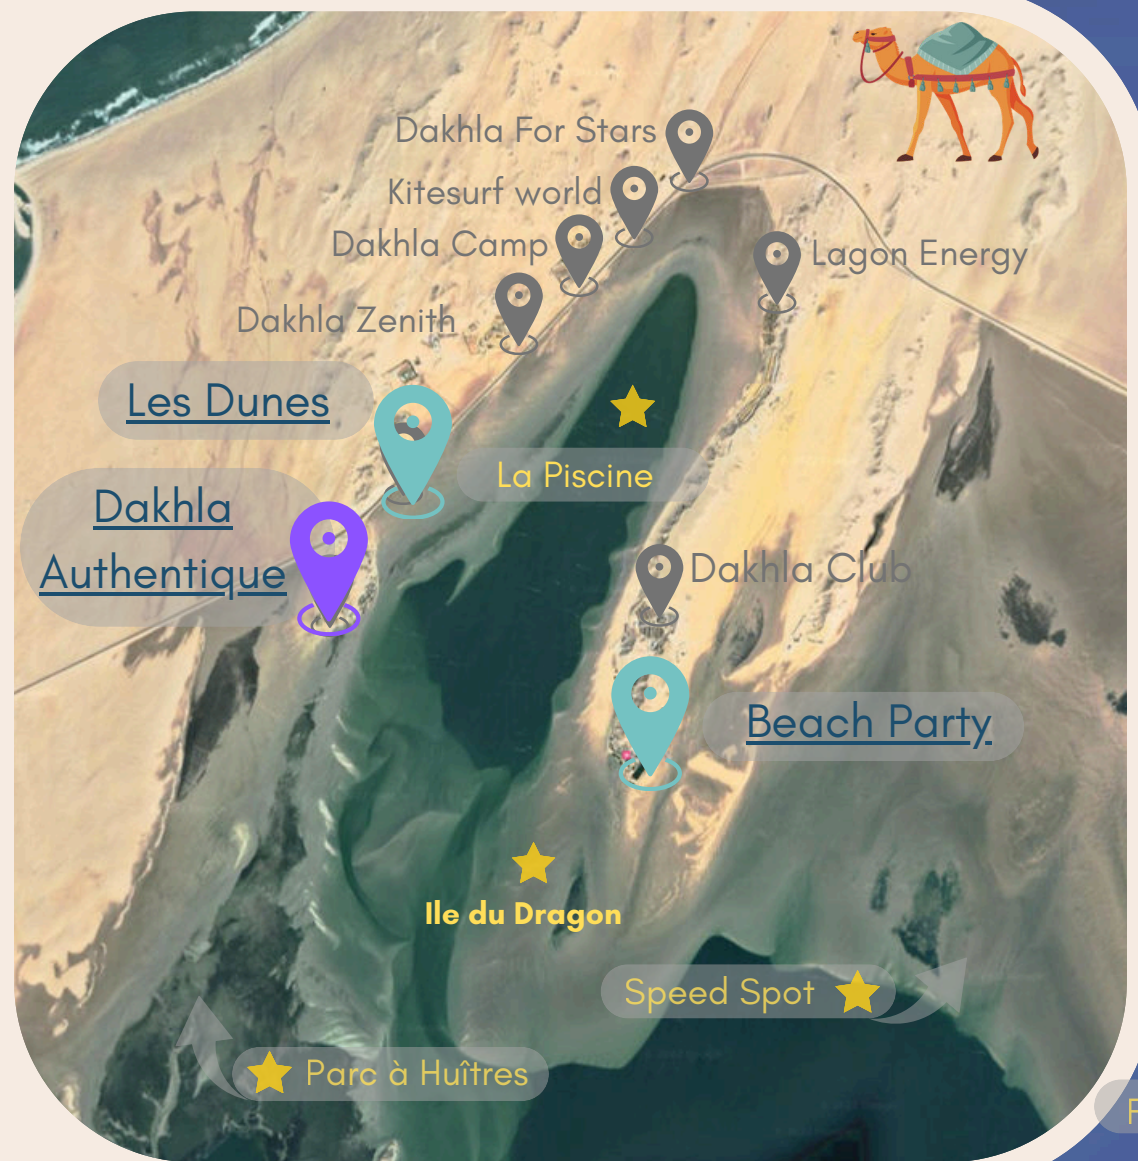 Dakhla For Stars
Kitesurf world
Dakhla Camp
Lagon Energy
Dakhla Zenith
Les Dunes
La Piscine
Dakhla
Authentique
Dakhla Club
Beach Party
Ile du Dragon
Speed Spot
Parc à Huîtres